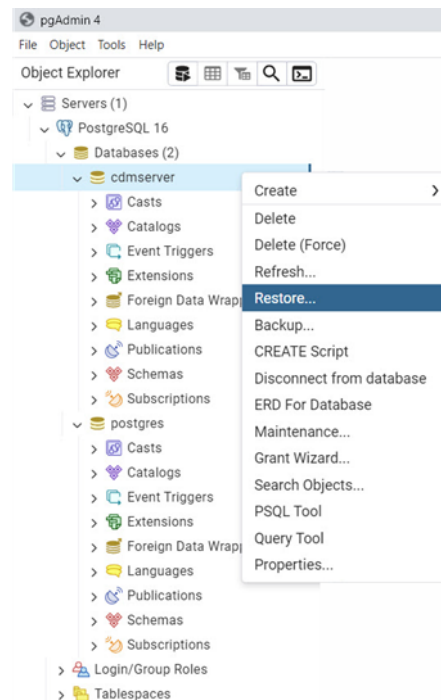 pgAdmin 4
File Object Tools Help
Object Explorer
Servers (1)
PostgreSQL 16
Databases (2)
cdmserver
Casts
Catalogs
Event Triggers
Extensions
Foreign Data Wrap
Languages
Publications
Schemas
Subscriptions
postgres
Casts
Catalogs
Event Triggers
Extensions
Foreign Data Wrap
Languages
Publications
Schemas
Subscriptions
Login/Group Roles
Tablespaces
Create
Delete
Delete (Force)
Refresh...
Restore...
Backup...
CREATE Script
Disconnect from database
ERD For Database
Maintenance...
Grant Wizard...
Search Objects...
PSQL Tool
Query Tool
Properties...